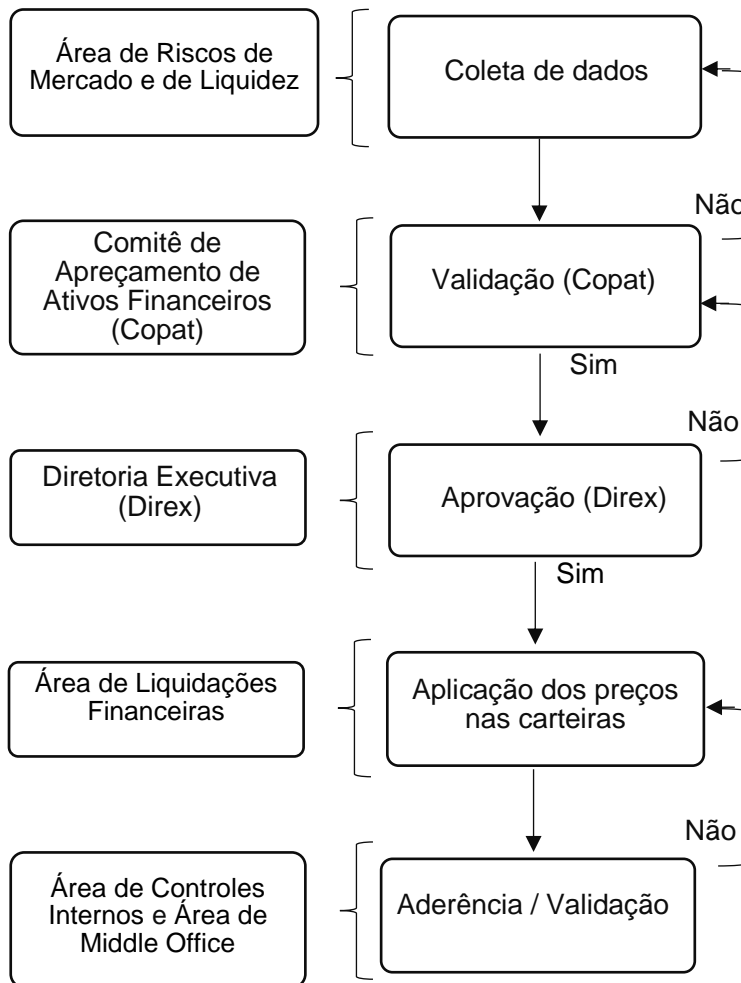 Área de Riscos de
Mercado e de Liquidez
Coleta de dados
Não
Comitê de
Apreçamento de
Ativos Financeiros
(Copat)
Validação (Copat)
Sim
Não
Diretoria Executiva
(Direx)
Aprovação (Direx)
Sim
Área de Liquidações
Financeiras
Aplicação dos preços
nas carteiras
Não
Área de Controles
Internos e Área de
Middle Office
Aderência / Validação